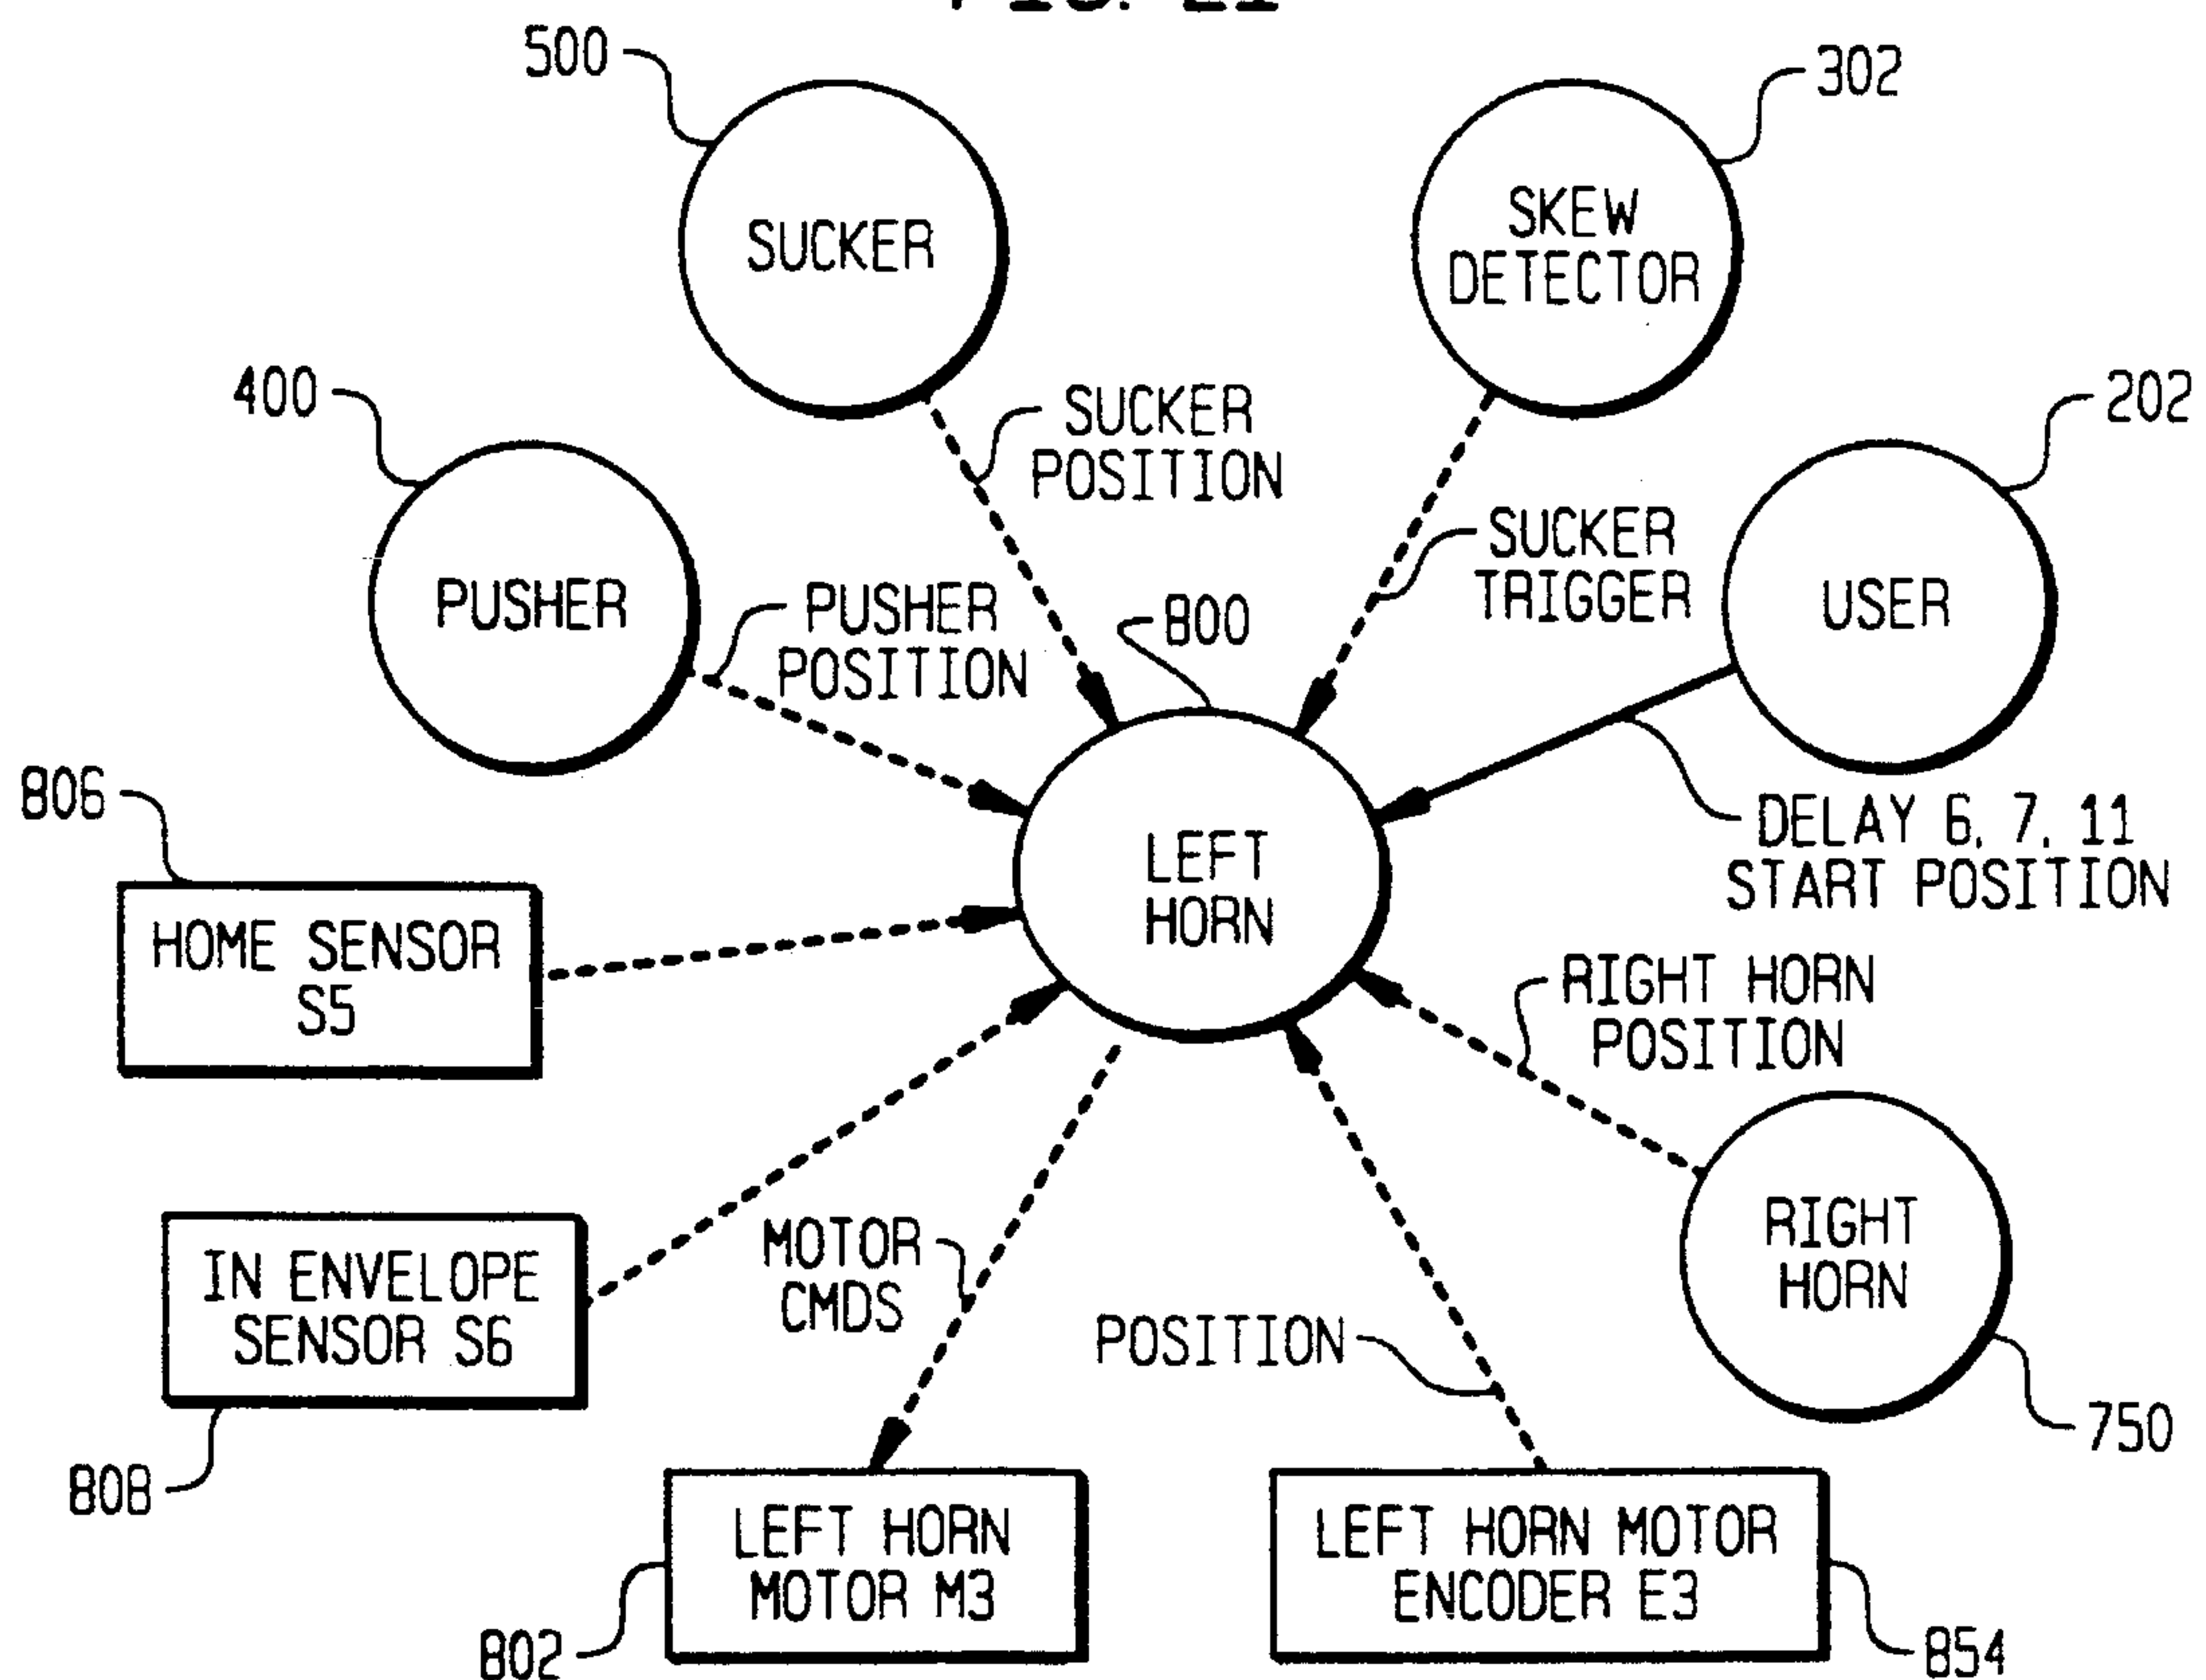 500
302
SUCKER
SKEW
DETECTOR
400
SUCKER
POSITION
202
PUSHER
PUSHER
POSITION
800
SUCKER
TRIGGER
USER
806
LEFT
HORN
DELAY 6, 7, 11
START POSITION
HOME SENSOR
S5
RIGHT HORN
POSITION
IN ENVELOPE
SENSOR S6
MOTOR
CMDS
POSITION
RIGHT
HORN
808
750
LEFT HORN
MOTOR M3
LEFT HORN MOTOR
ENCODER E3
802
854